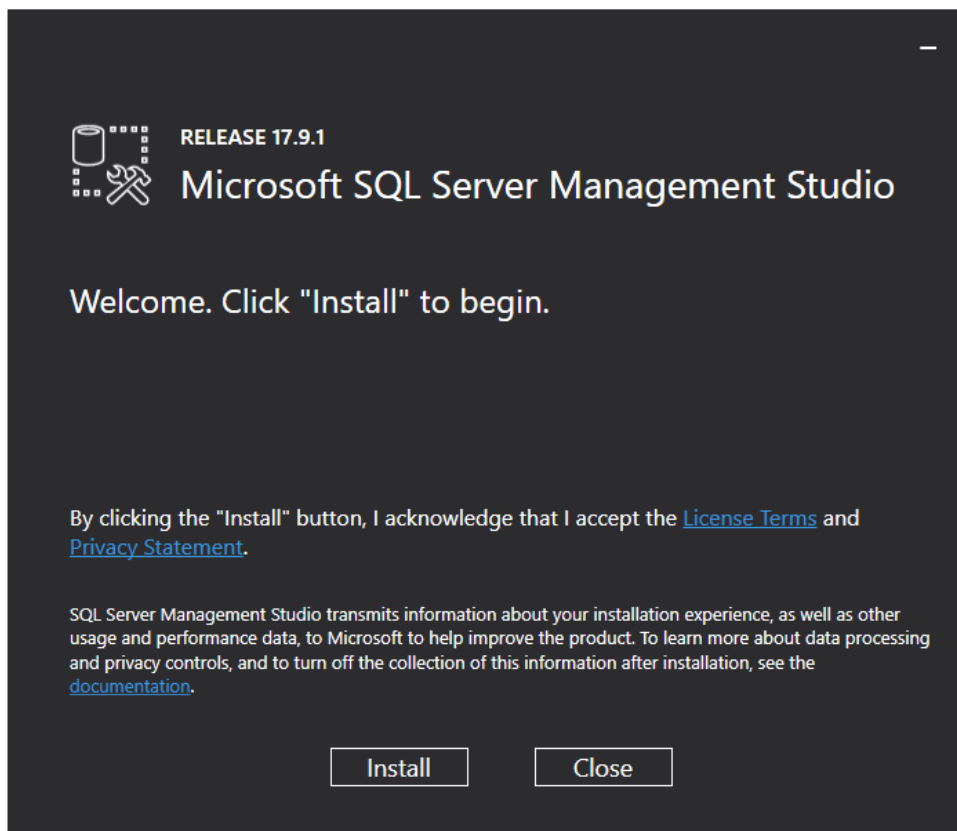 RELEASE 17.9.1
Microsoft SQL Server Management Studio
Welcome. Click "Install" to begin.
By clicking the "Install" button, I acknowledge that I accept the License Terms and
Privacy Statement.
SQL Server Management Studio transmits information about your installation experience, as well as other
usage and performance data, to Microsoft to help improve the product. To learn more about data processing
and privacy controls, and to turn off the collection of this information after installation, see the
documentation.
Install
Close